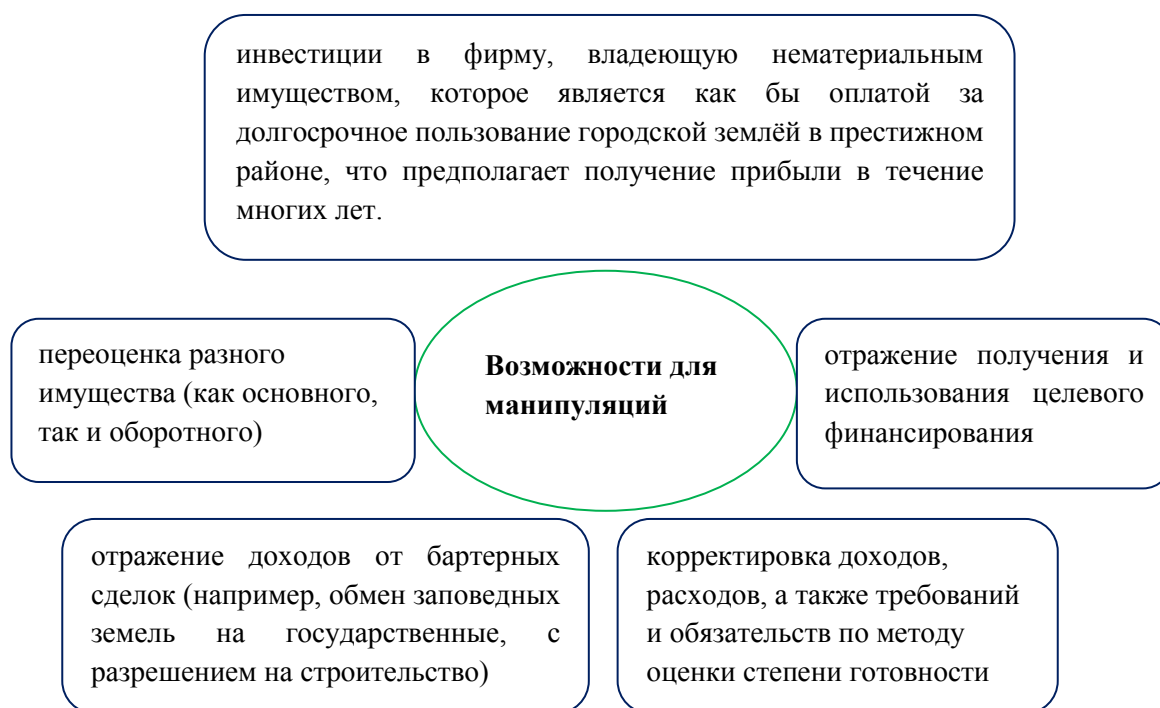 инвестиции в фирму, владеющую нематериальным
имуществом, которое является как бы оплатой за
долгосрочное пользование городской землёй в престижном
районе, что предполагает получение прибыли в течение
многих лет.
переоценка разного
имущества (как основного,
так и оборотного)
Возможности для
манипуляций
отражение получения и
использования целевого
финансирования
отражение доходов от бартерных
сделок (например, обмен заповедных
земель на государственные, с
разрешением на строительство)
корректировка доходов,
расходов, а также требований
и обязательств по методу
оценки степени готовности